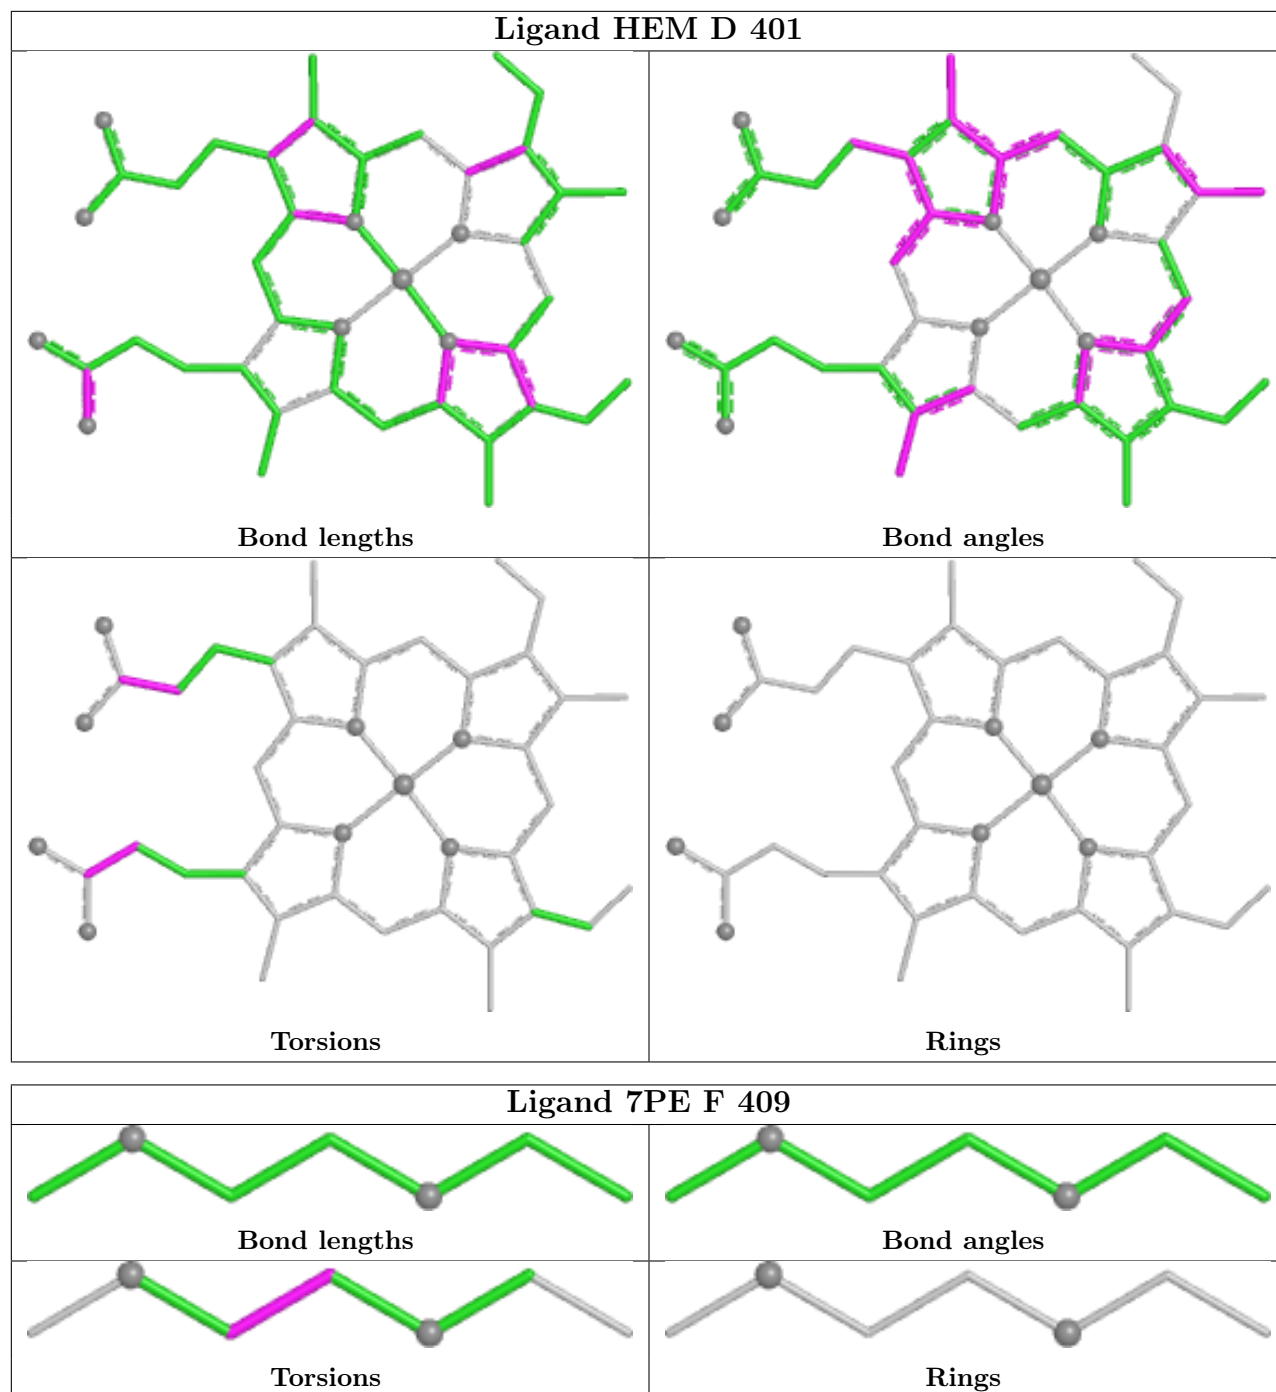 Ligand HEM D 401
Bond lengths
Bond angles
Torsions
Rings
Ligand 7PE F 409
Bond lengths
Bond angles
Torsions
Rings